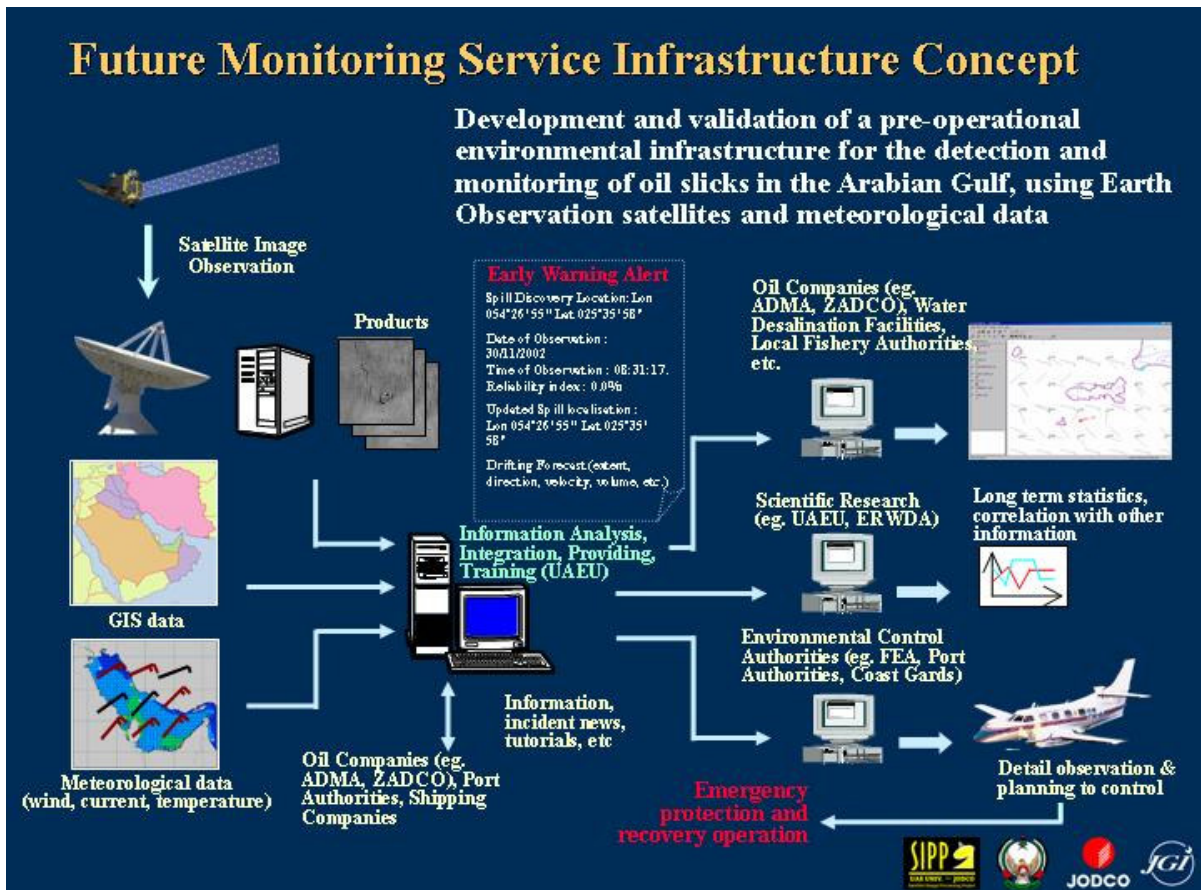 Future Monitoring Service Infrastructure Concept
Development and validation of a pre-operational
environmental infrastructure for the detection and
monitoring of oil slicks in the Arabian Gulf, using Earth
Observation satellites and meteorological data
Satellite Image
Observation
Products
Early Warning Alert
Spill Discovery Location: Lon
054°26'55" Lat 025°35'58"
Date of Observation :
30/11/2002
Time of Observation : 08:31:17.
Reliability index : 0.0%
Updated Spill localisation :
Lon 054°26'55" Lat 025°35'
58"
Drifting Forecast (extent,
direction, velocity, volume, etc.)
Oil Companies (eg.
ADMA, ZADCO), Water
Desalination Facilities,
Local Fishery Authorities,
etc.
Information Analysis,
Integration, Providing,
Training (UAEU)
Scientific Research
(eg. UAEU, ERWDA)
Long term statistics,
correlation with other
information
GIS data
Environmental Control
Authorities (eg. FEA, Port
Authorities, Coast Gards)
Information,
incident news,
tutorials, etc
Meteorological data
(wind, current, temperature)
Oil Companies (eg.
ADMA, ZADCO), Port
Authorities, Shipping
Companies
Detail observation &
planning to control
Emergency
protection and
recovery operation
SIPP
UAE UNIV. - JODCO
JODCO
JGI